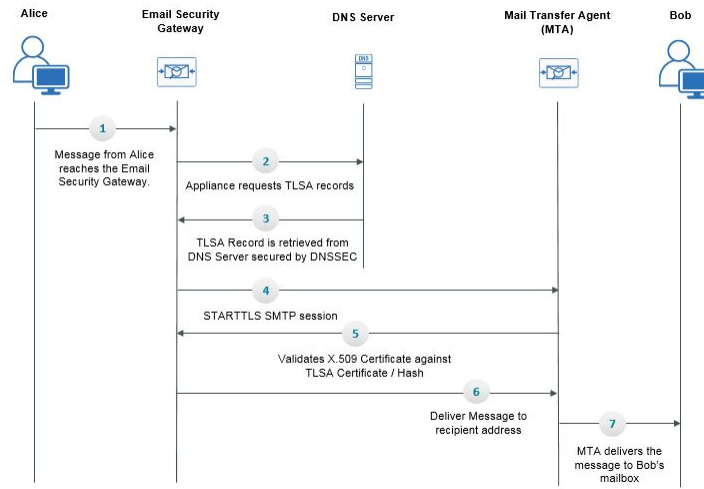 Alice
Email Security
Gateway
DNS Server
Mail Transfer Agent
(MTA)
Bob
DNS
1
Message from Alice
reaches the Email
Security Gateway.
2
Appliance requests TLSA records
3
TLSA Record is retrieved from
DNS Server secured by DNSSEC
4
STARTTLS SMTP session
5
Validates X.509 Certificate against
TLSA Certificate / Hash
6
Deliver Message to
recipient address
7
MTA delivers the
message to Bob's
mailbox